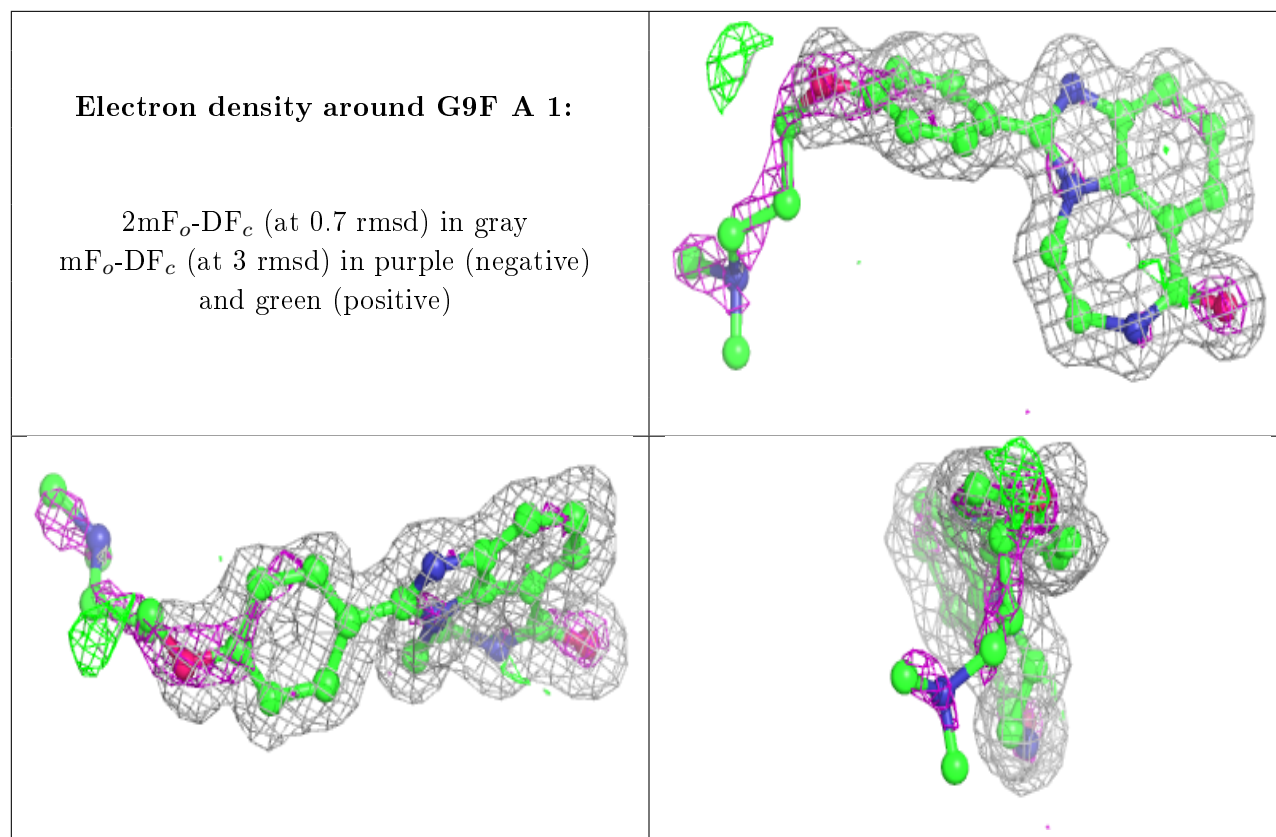 Electron density around G9F A 1:
2mFₒ-DF𝒸 (at 0.7 rmsd) in gray
mFₒ-DF𝒸 (at 3 rmsd) in purple (negative)
and green (positive)